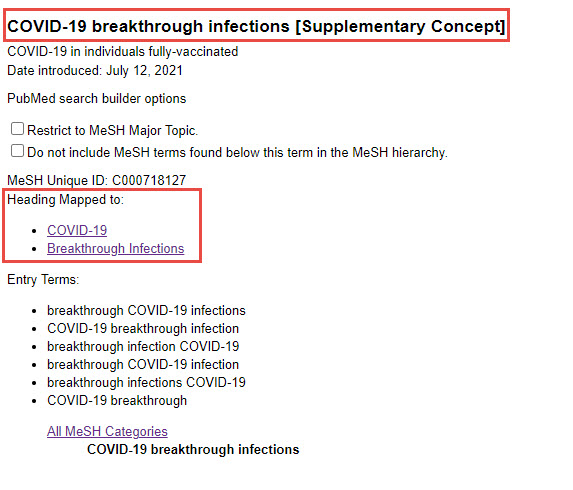 COVID-19 breakthrough infections [Supplementary Concept]
COVID-19 in individuals fully-vaccinated
Date introduced: July 12, 2021
PubMed search builder options
Restrict to MeSH Major Topic.
Do not include MeSH terms found below this term in the MeSH hierarchy.
MeSH Unique ID: C000718127
Heading Mapped to:
COVID-19
Breakthrough Infections
Entry Terms:
breakthrough COVID-19 infections
COVID-19 breakthrough infection
breakthrough infection COVID-19
breakthrough COVID-19 infection
breakthrough infections COVID-19
COVID-19 breakthrough
All MeSH Categories
COVID-19 breakthrough infections